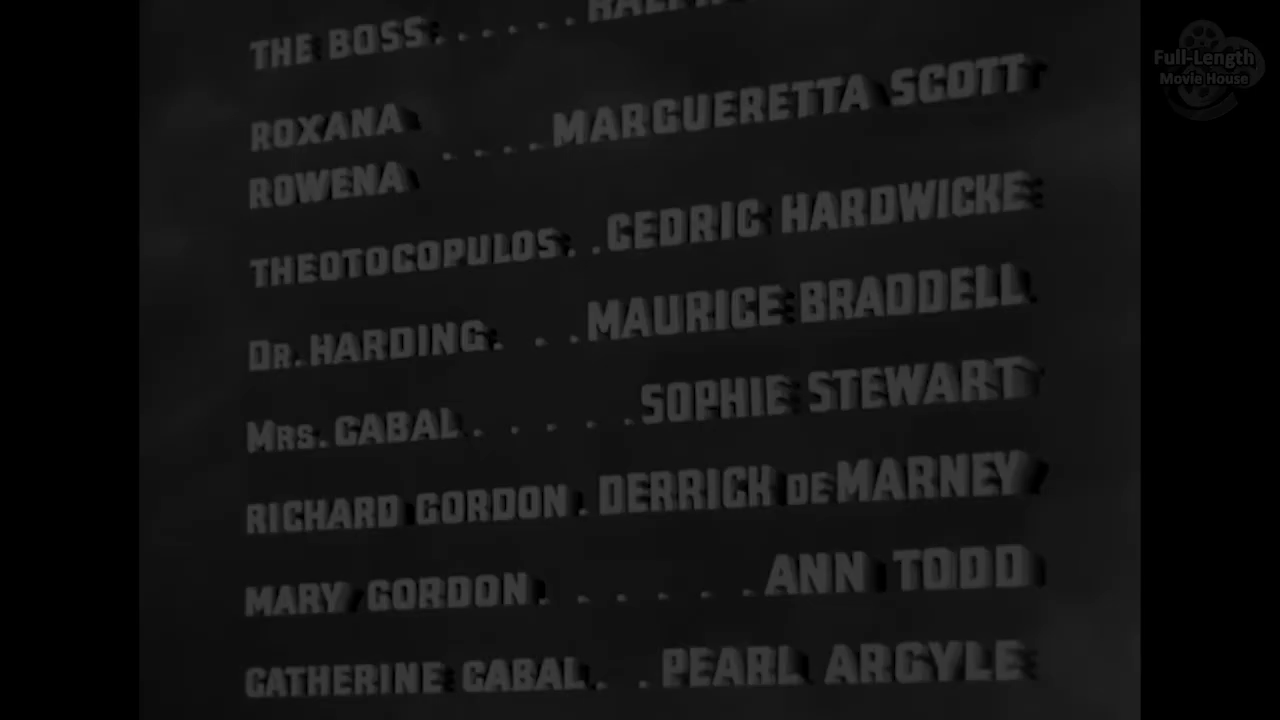 THE BOSS......RALPH
Full-Length
Movie House
ROXANA
....MARGUERETTA SCOTT
ROWENA
THEOTOCOPULOS..CEDRIC HARDWICKE
DR. HARDING. ..MAURICE BRADDELL
MRS. CABAL.....SOPHIE STEWART
RICHARD GORDON.DERRICK DE MARNEY
MARY GORDON......ANN TODD
CATHERINE CABAL..PEARL ARGYLE